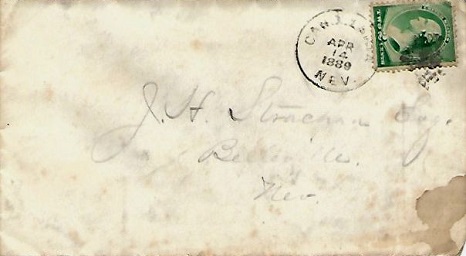 APR
14
1889
NEV.
J. H. Strachan Esq.
Belleville.
Nev.